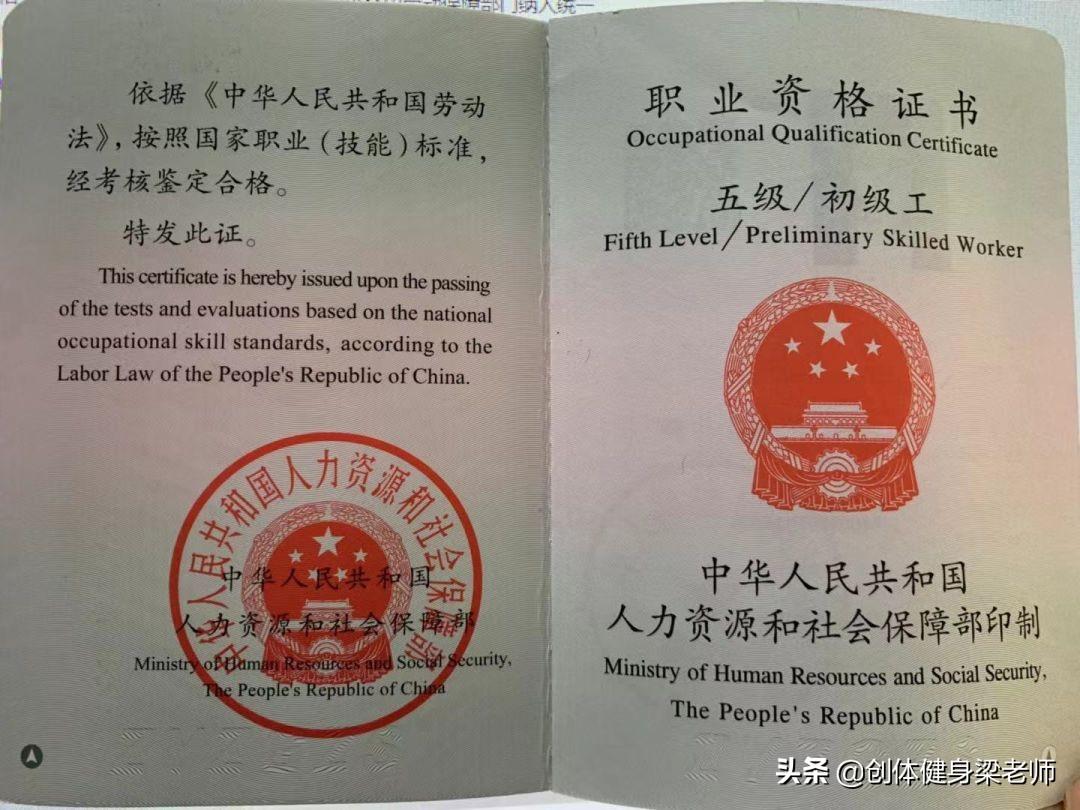 部门纳入统一
依据《中华人民共和国劳动
法》，按照国家职业（技能）标准，
经考核鉴定合格。
特发此证。
This certificate is hereby issued upon the passing
of the tests and evaluations based on the national
occupational skill standards, according to the
Labor Law of the People's Republic of China.
中华人民共和国人力资源和社会保障部
中华人民共和国
人力资源和社会保障部
Ministry of Human Resources and Social Security,
The People's Republic of China
职业资格证书
Occupational Qualification Certificate
五级/初级工
Fifth Level/Preliminary Skilled Worker
中华人民共和国
人力资源和社会保障部印制
Ministry of Human Resources and Social Security,
The People's Republic of China
头条 @创体健身梁老师